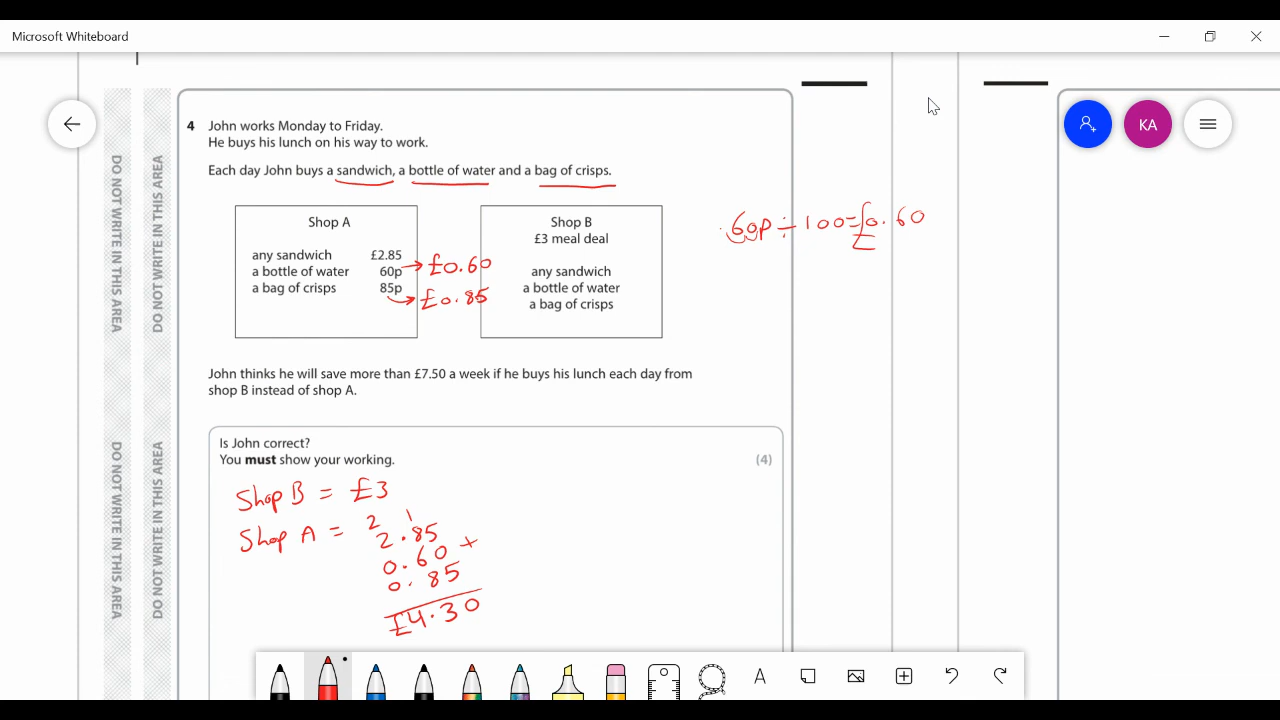 Microsoft Whiteboard
KA
DO NOT WRITE IN THIS AREA
DO NOT WRITE IN THIS AREA
4 John works Monday to Friday.
He buys his lunch on his way to work.
Each day John buys a sandwich, a bottle of water and a bag of crisps.
Shop A
any sandwich £2.85
a bottle of water 60p → £0.60
a bag of crisps 85p → £0.85
Shop B
£3 meal deal
any sandwich
a bottle of water
a bag of crisps
60p ÷ 100 = £0.60
John thinks he will save more than £7.50 a week if he buys his lunch each day from
shop B instead of shop A.
DO NOT WRITE IN THIS AREA
DO NOT WRITE IN THIS AREA
Is John correct?
You must show your working.
(4)
Shop B = £3
Shop A =
2 1
2.85
0.60 +
0.85
£4.30
A